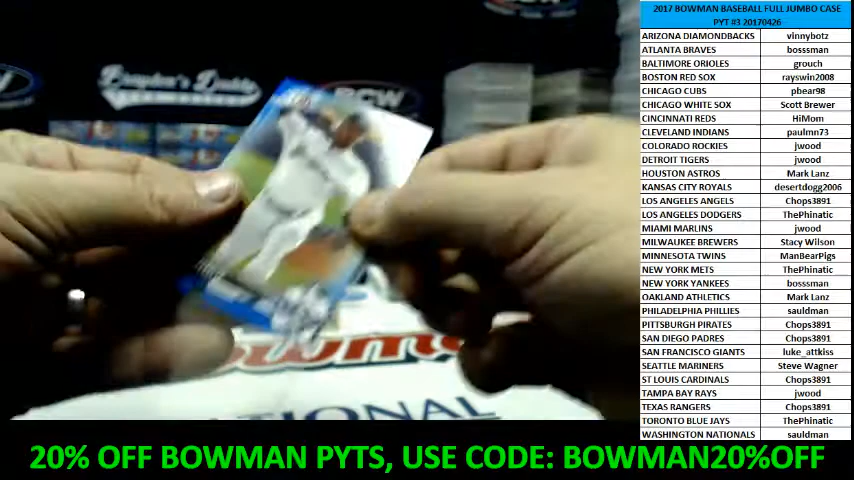 2017 BOWMAN BASEBALL FULL JUMBO CASE
PYT #3 20170426
ARIZONA DIAMONDBACKS vinnybotz
ATLANTA BRAVES bosssman
BALTIMORE ORIOLES grouch
BOSTON RED SOX rayswin2008
CHICAGO CUBS pbear98
CHICAGO WHITE SOX Scott Brewer
CINCINNATI REDS HiMom
CLEVELAND INDIANS paulmn73
COLORADO ROCKIES jwood
DETROIT TIGERS jwood
HOUSTON ASTROS Mark Lanz
KANSAS CITY ROYALS desertdogg2006
LOS ANGELES ANGELS Chops3891
LOS ANGELES DODGERS ThePhinatic
MIAMI MARLINS jwood
MILWAUKEE BREWERS Stacy Wilson
MINNESOTA TWINS ManBearPigs
NEW YORK METS ThePhinatic
NEW YORK YANKEES bosssman
OAKLAND ATHLETICS Mark Lanz
PHILADELPHIA PHILLIES sauldman
PITTSBURGH PIRATES Chops3891
SAN DIEGO PADRES Chops3891
SAN FRANCISCO GIANTS luke_attkiss
SEATTLE MARINERS Steve Wagner
ST LOUIS CARDINALS Chops3891
TAMPA BAY RAYS jwood
TEXAS RANGERS Chops3891
TORONTO BLUE JAYS ThePhinatic
WASHINGTON NATIONALS sauldman
Brayden's Daddy
BCW
20% OFF BOWMAN PYTS, USE CODE: BOWMAN20%OFF